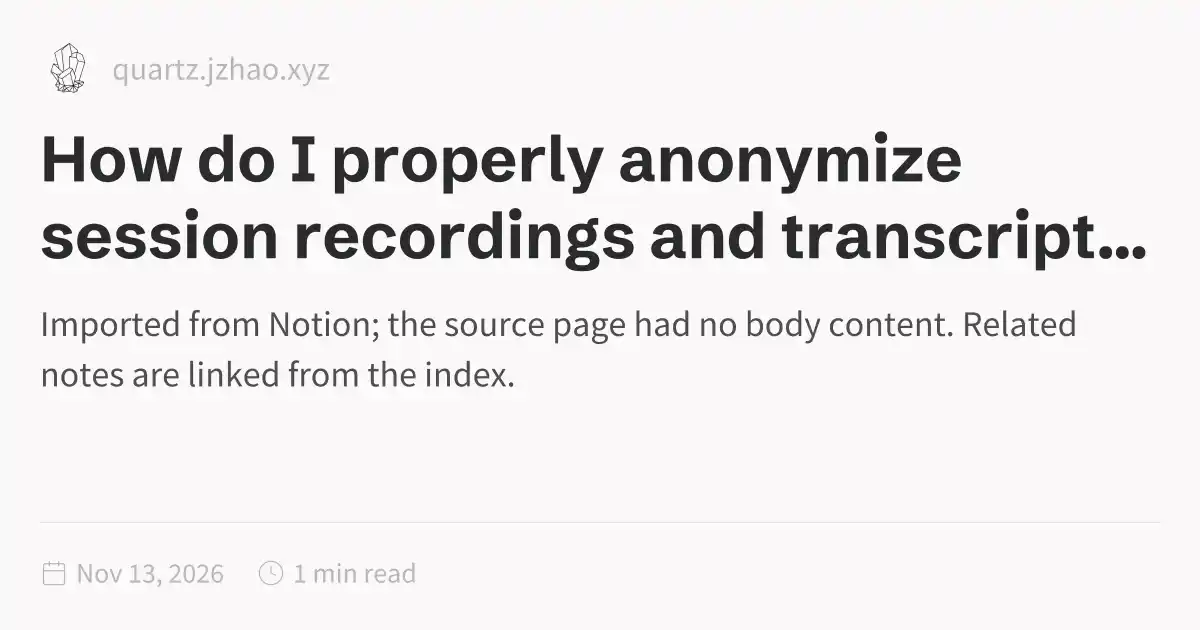 quartz.jzhao.xyz
How do I properly anonymize
session recordings and transcript...
Imported from Notion; the source page had no body content. Related
notes are linked from the index.
Nov 13, 2026 1 min read